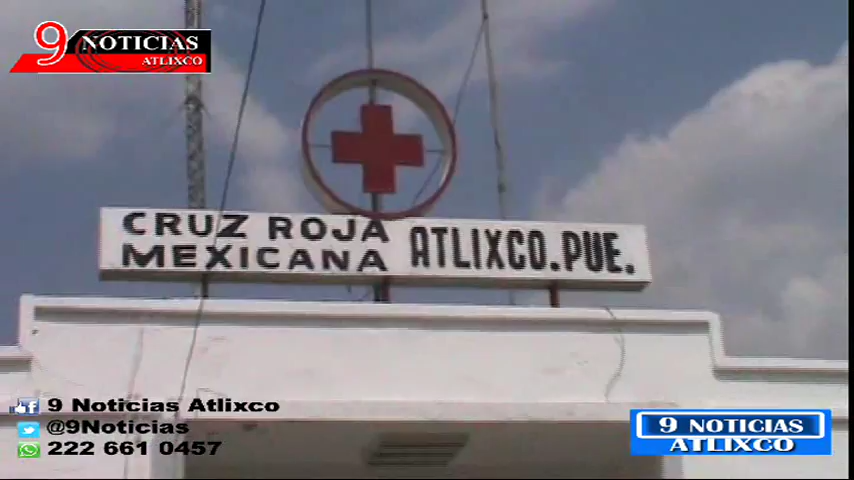 9 NOTICIAS
ATLIXCO
CRUZ ROJA
MEXICANA
ATLIXCO. PUE.
9 Noticias Atlixco
@9Noticias
222 661 0457
9 NOTICIAS
ATLIXCO